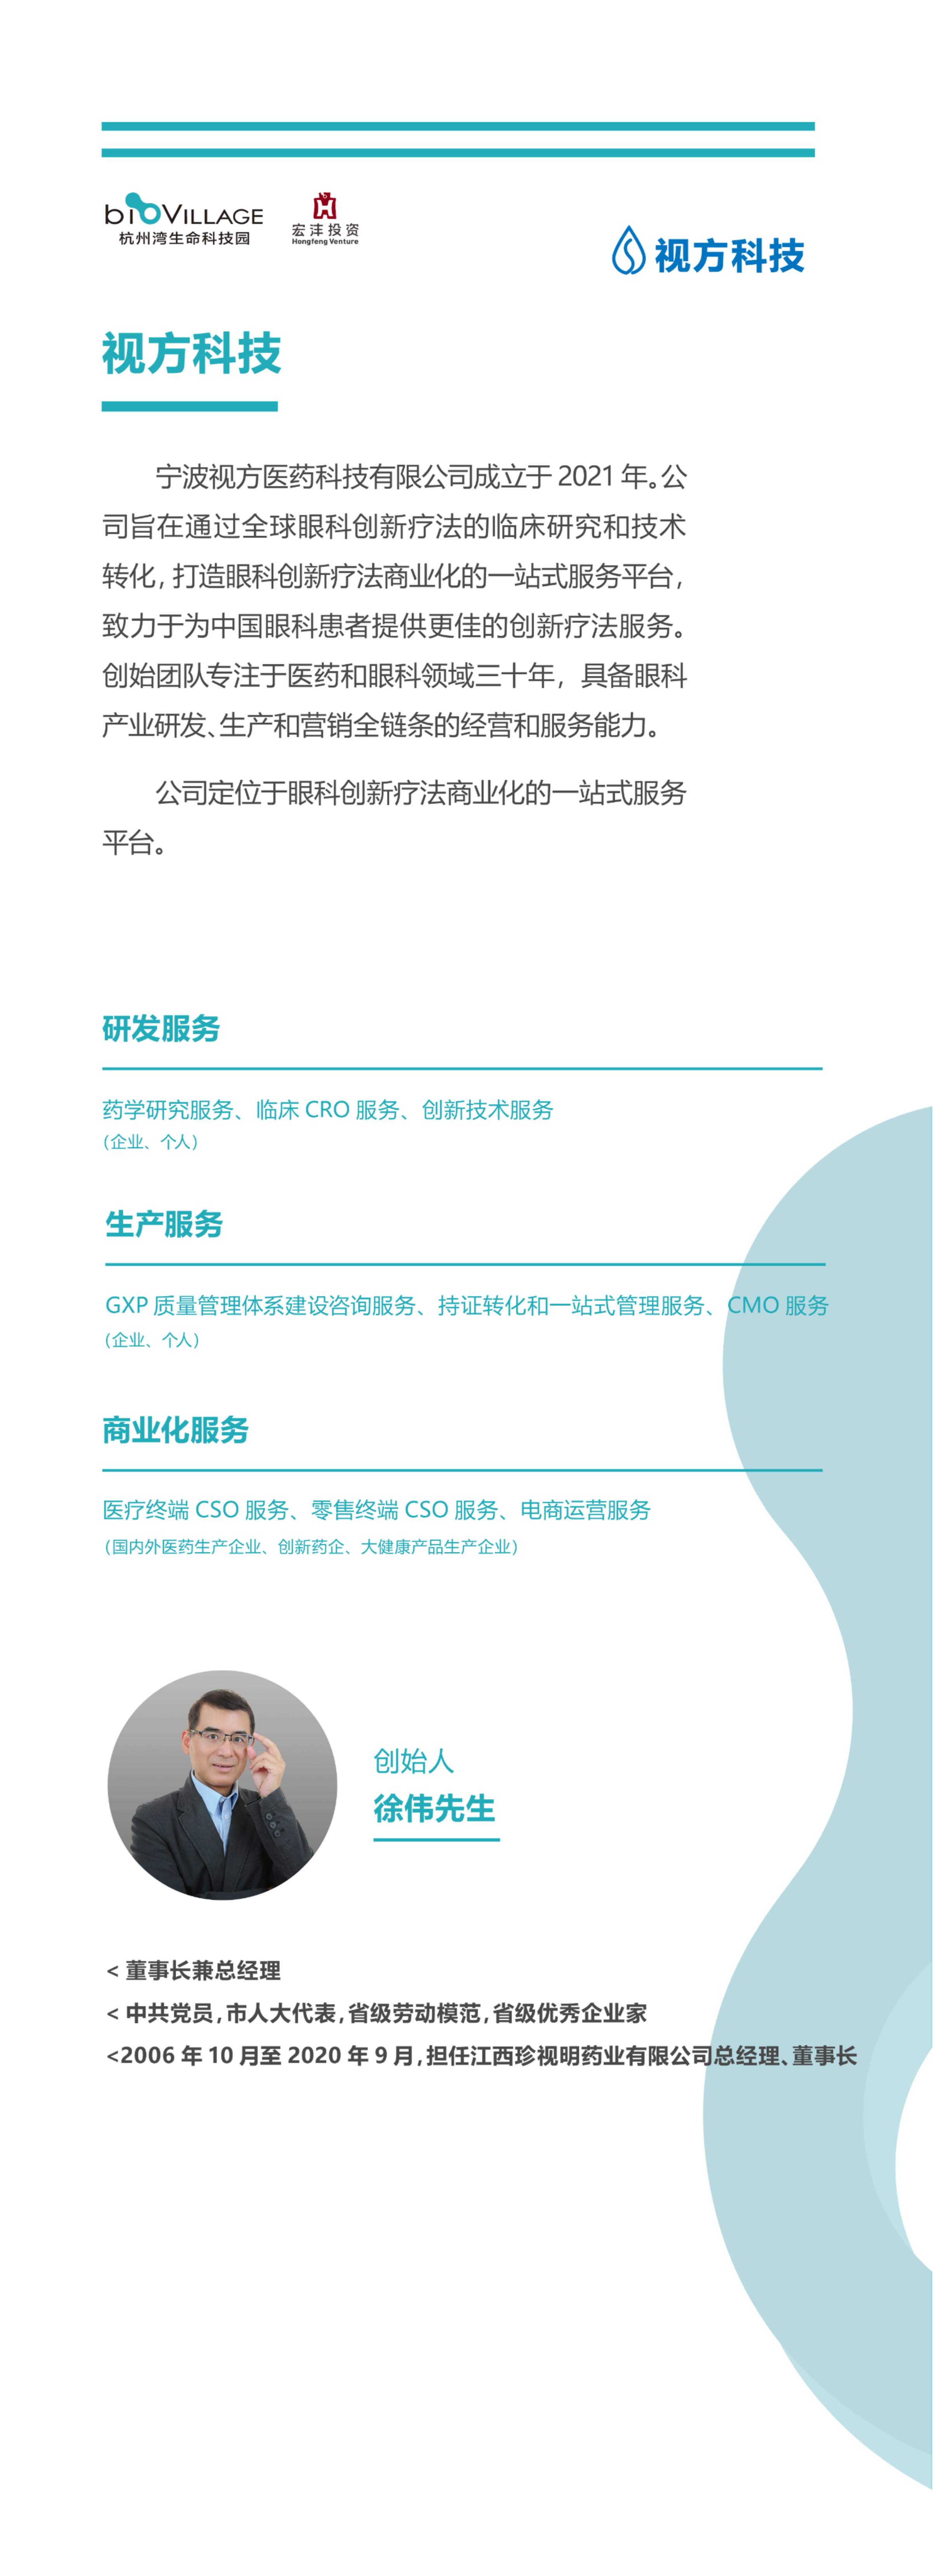 bioVILLAGE
杭州湾生命科技园
宏沣投资
Hongfeng Venture
视方科技
视方科技
宁波视方医药科技有限公司成立于 2021 年。公
司旨在通过全球眼科创新疗法的临床研究和技术
转化，打造眼科创新疗法商业化的一站式服务平台，
致力于为中国眼科患者提供更佳的创新疗法服务。
创始团队专注于医药和眼科领域三十年，具备眼科
产业研发、生产和营销全链条的经营和服务能力。
公司定位于眼科创新疗法商业化的一站式服务
平台。
研发服务
药学研究服务、临床 CRO 服务、创新技术服务
（企业、个人）
生产服务
GXP 质量管理体系建设咨询服务、持证转化和一站式管理服务、CMO 服务
（企业、个人）
商业化服务
医疗终端 CSO 服务、零售终端 CSO 服务、电商运营服务
（国内外医药生产企业、创新药企、大健康产品生产企业）
创始人
徐伟先生
< 董事长兼总经理
< 中共党员，市人大代表，省级劳动模范，省级优秀企业家
<2006 年 10 月至 2020 年 9 月，担任江西珍视明药业有限公司总经理、董事长